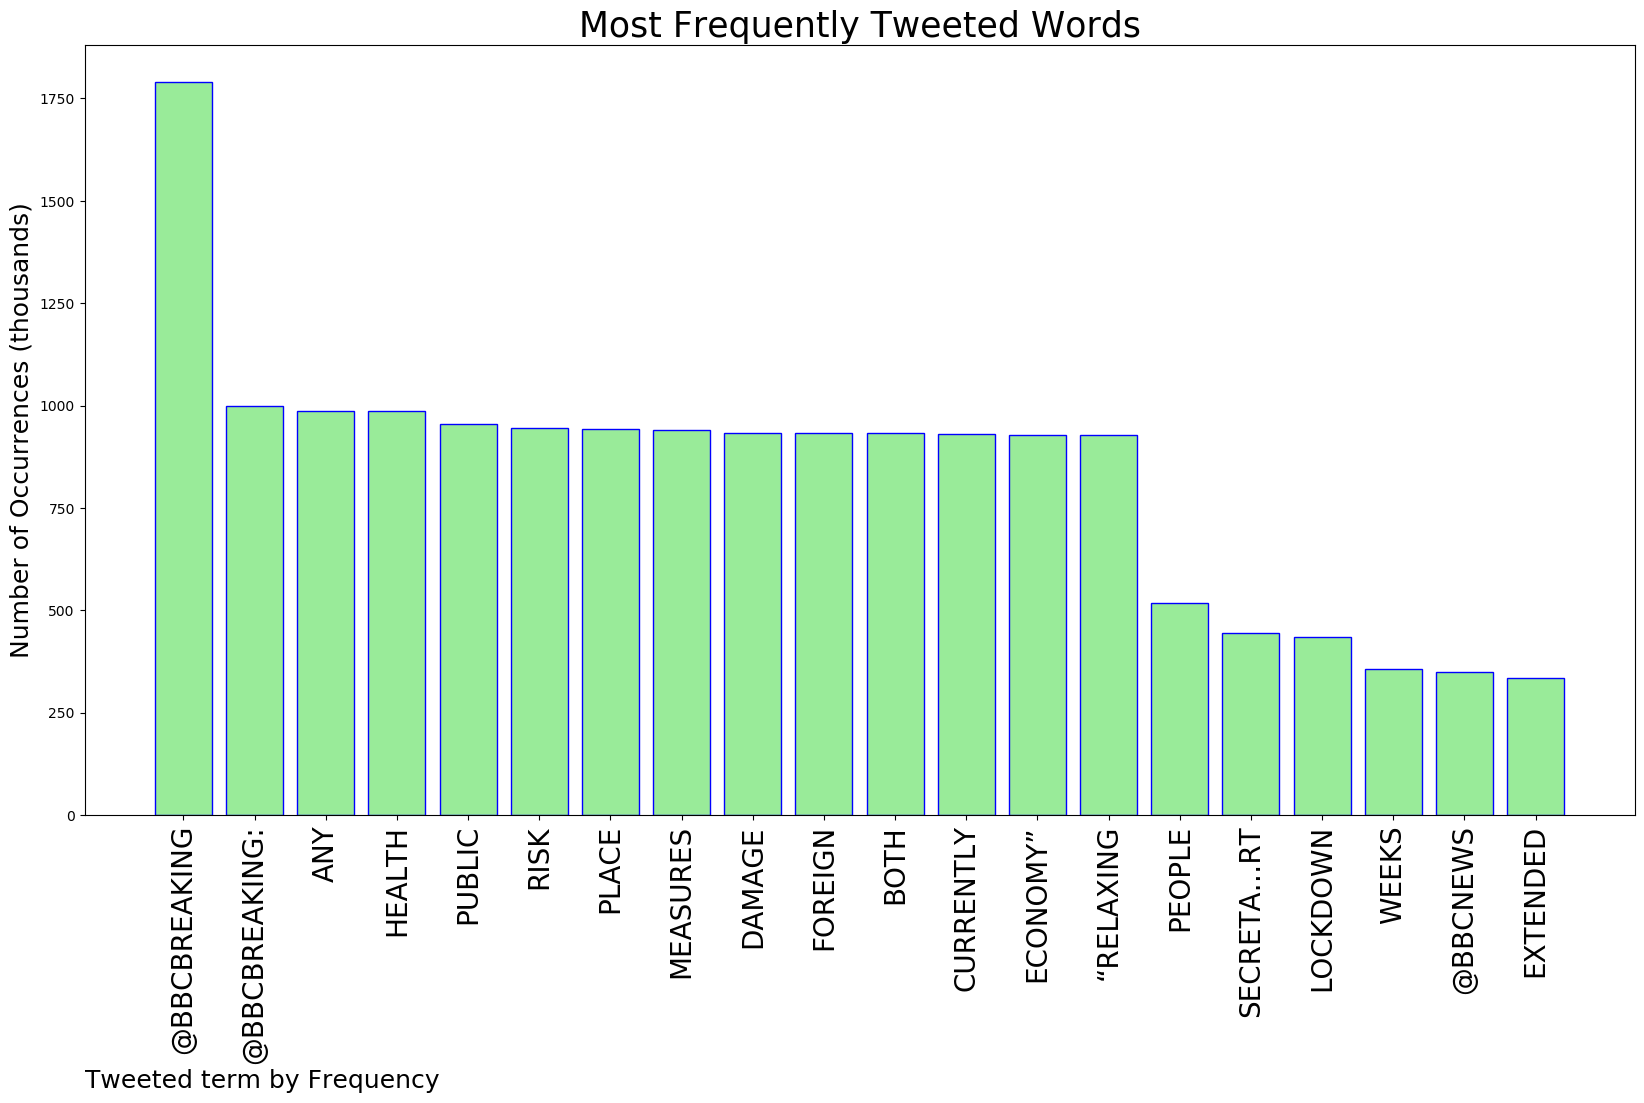 Most Frequently Tweeted Words
Number of Occurrences (thousands)
1750
1500
1250
1000
750
500
250
0
@BBCBREAKING
@BBCBREAKING:
ANY
HEALTH
PUBLIC
RISK
PLACE
MEASURES
DAMAGE
FOREIGN
BOTH
CURRENTLY
ECONOMY”
“RELAXING
PEOPLE
SECRETA...RT
LOCKDOWN
WEEKS
@BBCNEWS
EXTENDED
Tweeted term by Frequency